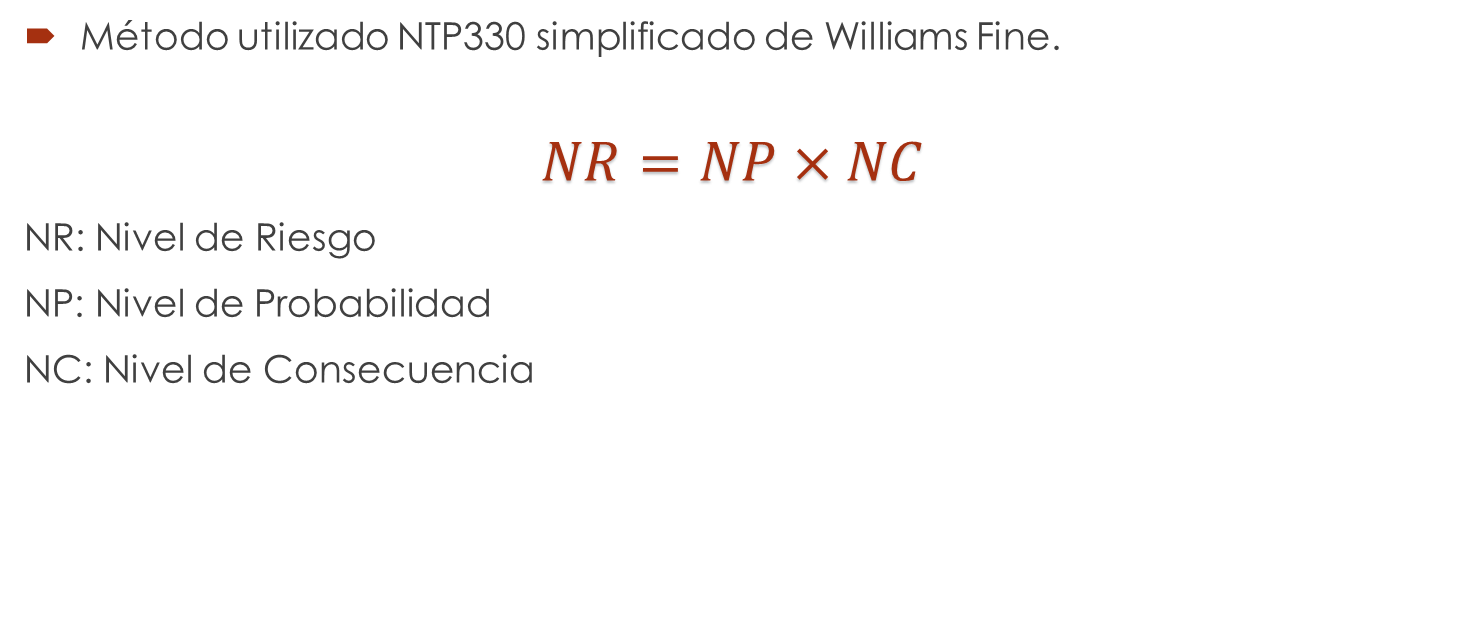 Método utilizado NTP330 simplificado de Williams Fine.
NR = NP × NC
NR: Nivel de Riesgo
NP: Nivel de Probabilidad
NC: Nivel de Consecuencia